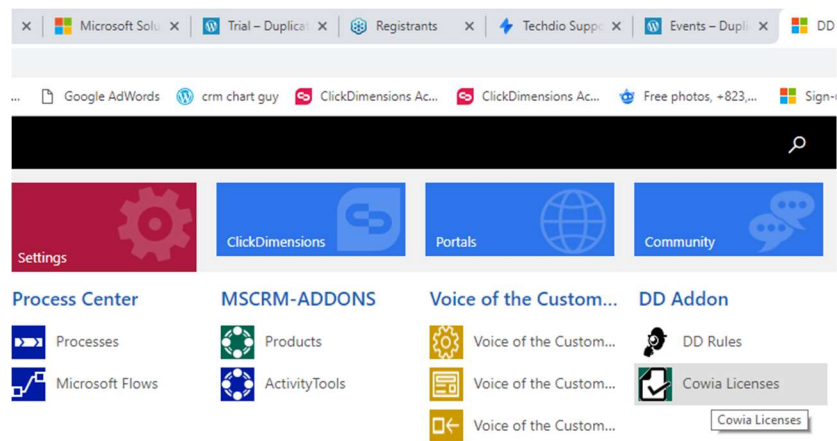 Microsoft Solu
Trial – Duplicat
Registrants
Techdio Suppo
Events – Dupli
DD
... Google AdWords crm chart guy ClickDimensions Ac... ClickDimensions Ac... Free photos, +823,... Sign-
Settings ClickDimensions Portals Community
Process Center MSCRM-ADDONS Voice of the Custom... DD Addon
Processes Products Voice of the Custom... DD Rules
Microsoft Flows ActivityTools Voice of the Custom... Cowia Licenses
Voice of the Custom... Cowia Licenses